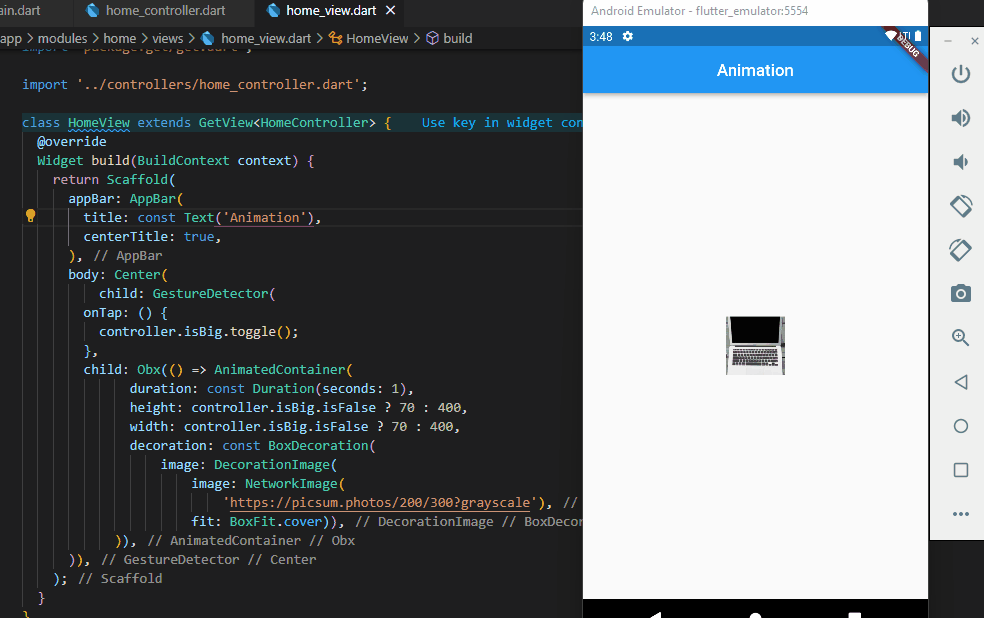 ain.dart home_controller.dart home_view.dart
app > modules > home > views > home_view.dart > HomeView > build
import '../controllers/home_controller.dart';
class HomeView extends GetView<HomeController> { Use key in widget con
@override
Widget build(BuildContext context) {
return Scaffold(
appBar: AppBar(
title: const Text('Animation'),
centerTitle: true,
), // AppBar
body: Center(
child: GestureDetector(
onTap: () {
controller.isBig.toggle();
},
child: Obx(() => AnimatedContainer(
duration: const Duration(seconds: 1),
height: controller.isBig.isFalse ? 70 : 400,
width: controller.isBig.isFalse ? 70 : 400,
decoration: const BoxDecoration(
image: DecorationImage(
image: NetworkImage(
'https://picsum.photos/200/300?grayscale'), //
fit: BoxFit.cover)), // DecorationImage // BoxDecor
)), // AnimatedContainer // Obx
)), // GestureDetector // Center
); // Scaffold
}
}
Android Emulator - flutter_emulator:5554
3:48
DEBUG
Animation